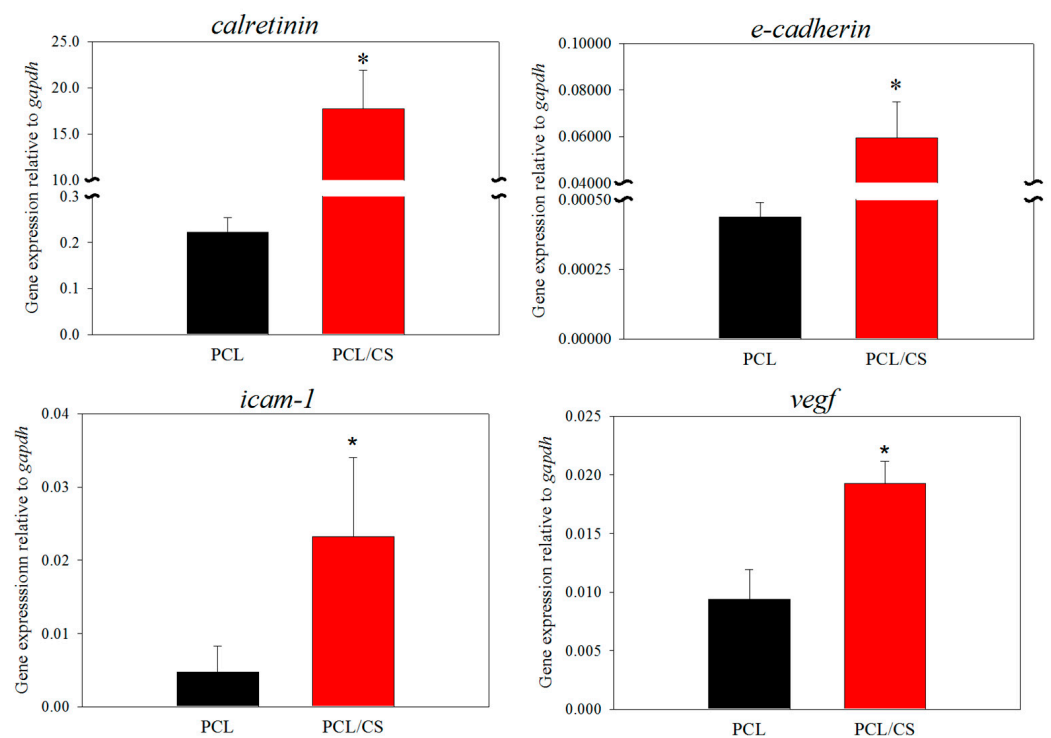 calretinin
Gene expression relative to gapdh
25.0
20.0
15.0
10.0
0.3
0.2
0.1
0.0
*
PCL
PCL/CS
e-cadherin
Gene expression relative to gapdh
0.10000
0.08000
0.06000
0.04000
0.00050
0.00025
0.00000
*
PCL
PCL/CS
icam-1
Gene expresssionn relative to gapdh
0.04
0.03
0.02
0.01
0.00
*
PCL
PCL/CS
vegf
Gene expression relative to gapdh
0.025
0.020
0.015
0.010
0.005
0.000
*
PCL
PCL/CS